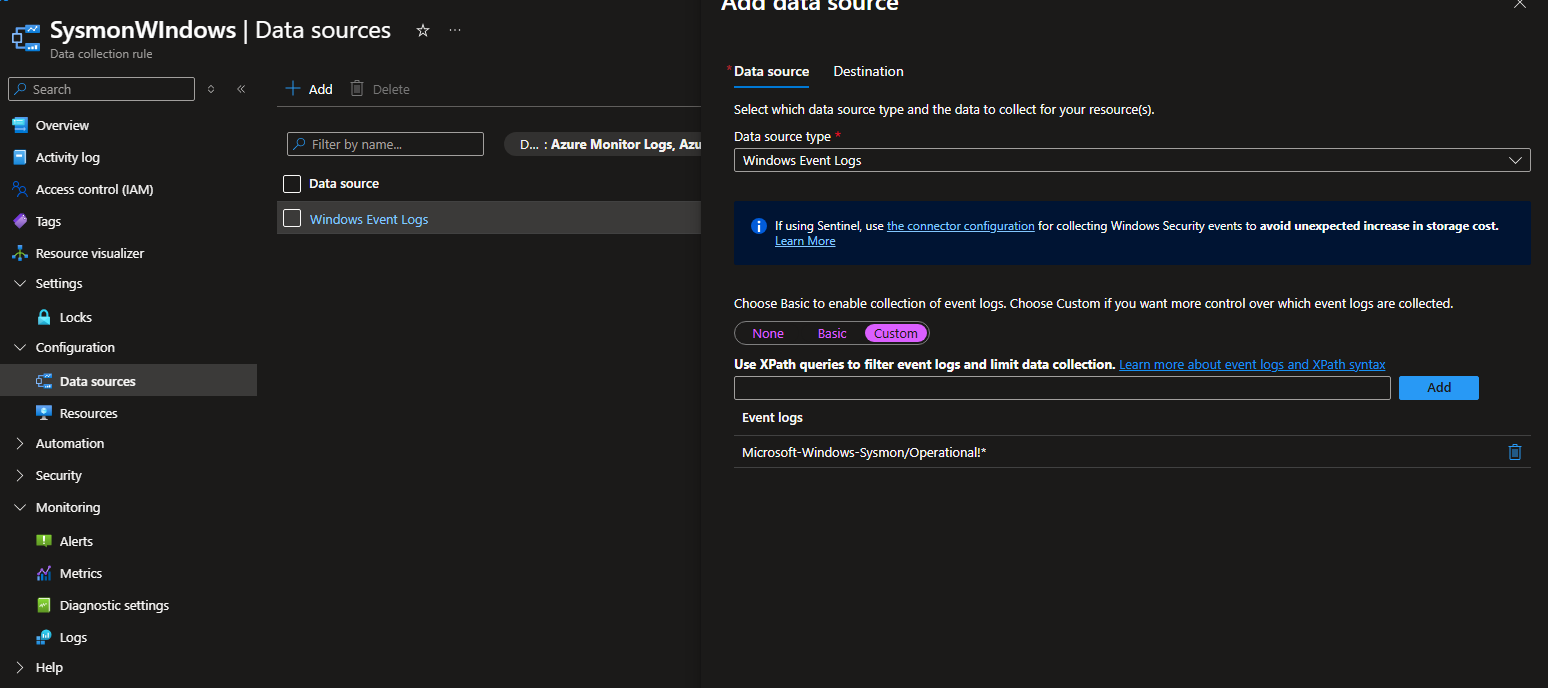 SysmonWIndows | Data sources
Data collection rule
Search
Overview
Activity log
Access control (IAM)
Tags
Resource visualizer
Settings
Locks
Configuration
Data sources
Resources
Automation
Security
Monitoring
Alerts
Metrics
Diagnostic settings
Logs
Help
Add
Delete
Filter by name...
D... : Azure Monitor Logs, Azu
Data source
Windows Event Logs
Add data source
* Data source
Destination
Select which data source type and the data to collect for your resource(s).
Data source type *
Windows Event Logs
If using Sentinel, use the connector configuration for collecting Windows Security events to avoid unexpected increase in storage cost.
Learn More
Choose Basic to enable collection of event logs. Choose Custom if you want more control over which event logs are collected.
None Basic Custom
Use XPath queries to filter event logs and limit data collection. Learn more about event logs and XPath syntax
Add
Event logs
Microsoft-Windows-Sysmon/Operational!*